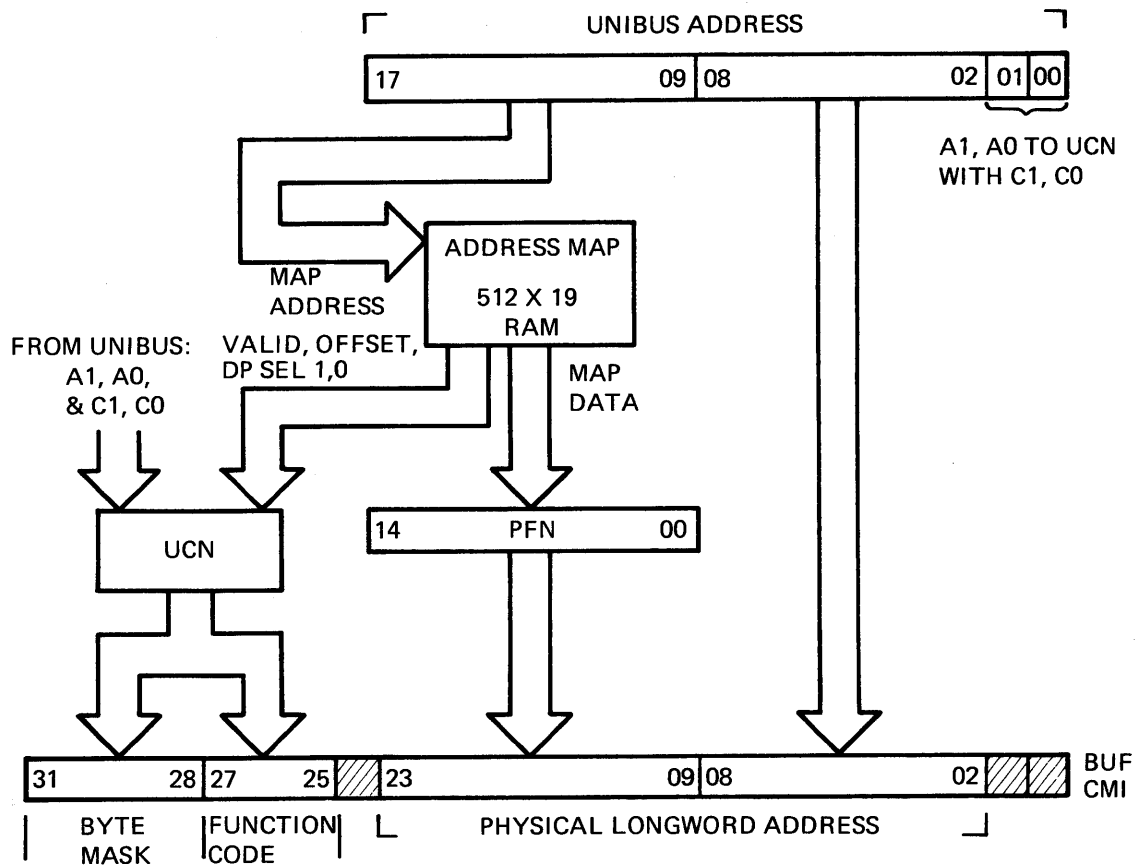 UNIBUS ADDRESS
17 09 08 02 01 00
A1, A0 TO UCN
WITH C1, C0
ADDRESS MAP
512 X 19
RAM
MAP
ADDRESS
FROM UNIBUS:
A1, A0,
& C1, C0
VALID, OFFSET,
DP SEL 1,0
MAP
DATA
UCN
14 PFN 00
31 28 27 25 23 09 08 02
BUF
CMI
BYTE
MASK
FUNCTION
CODE
PHYSICAL LONGWORD ADDRESS